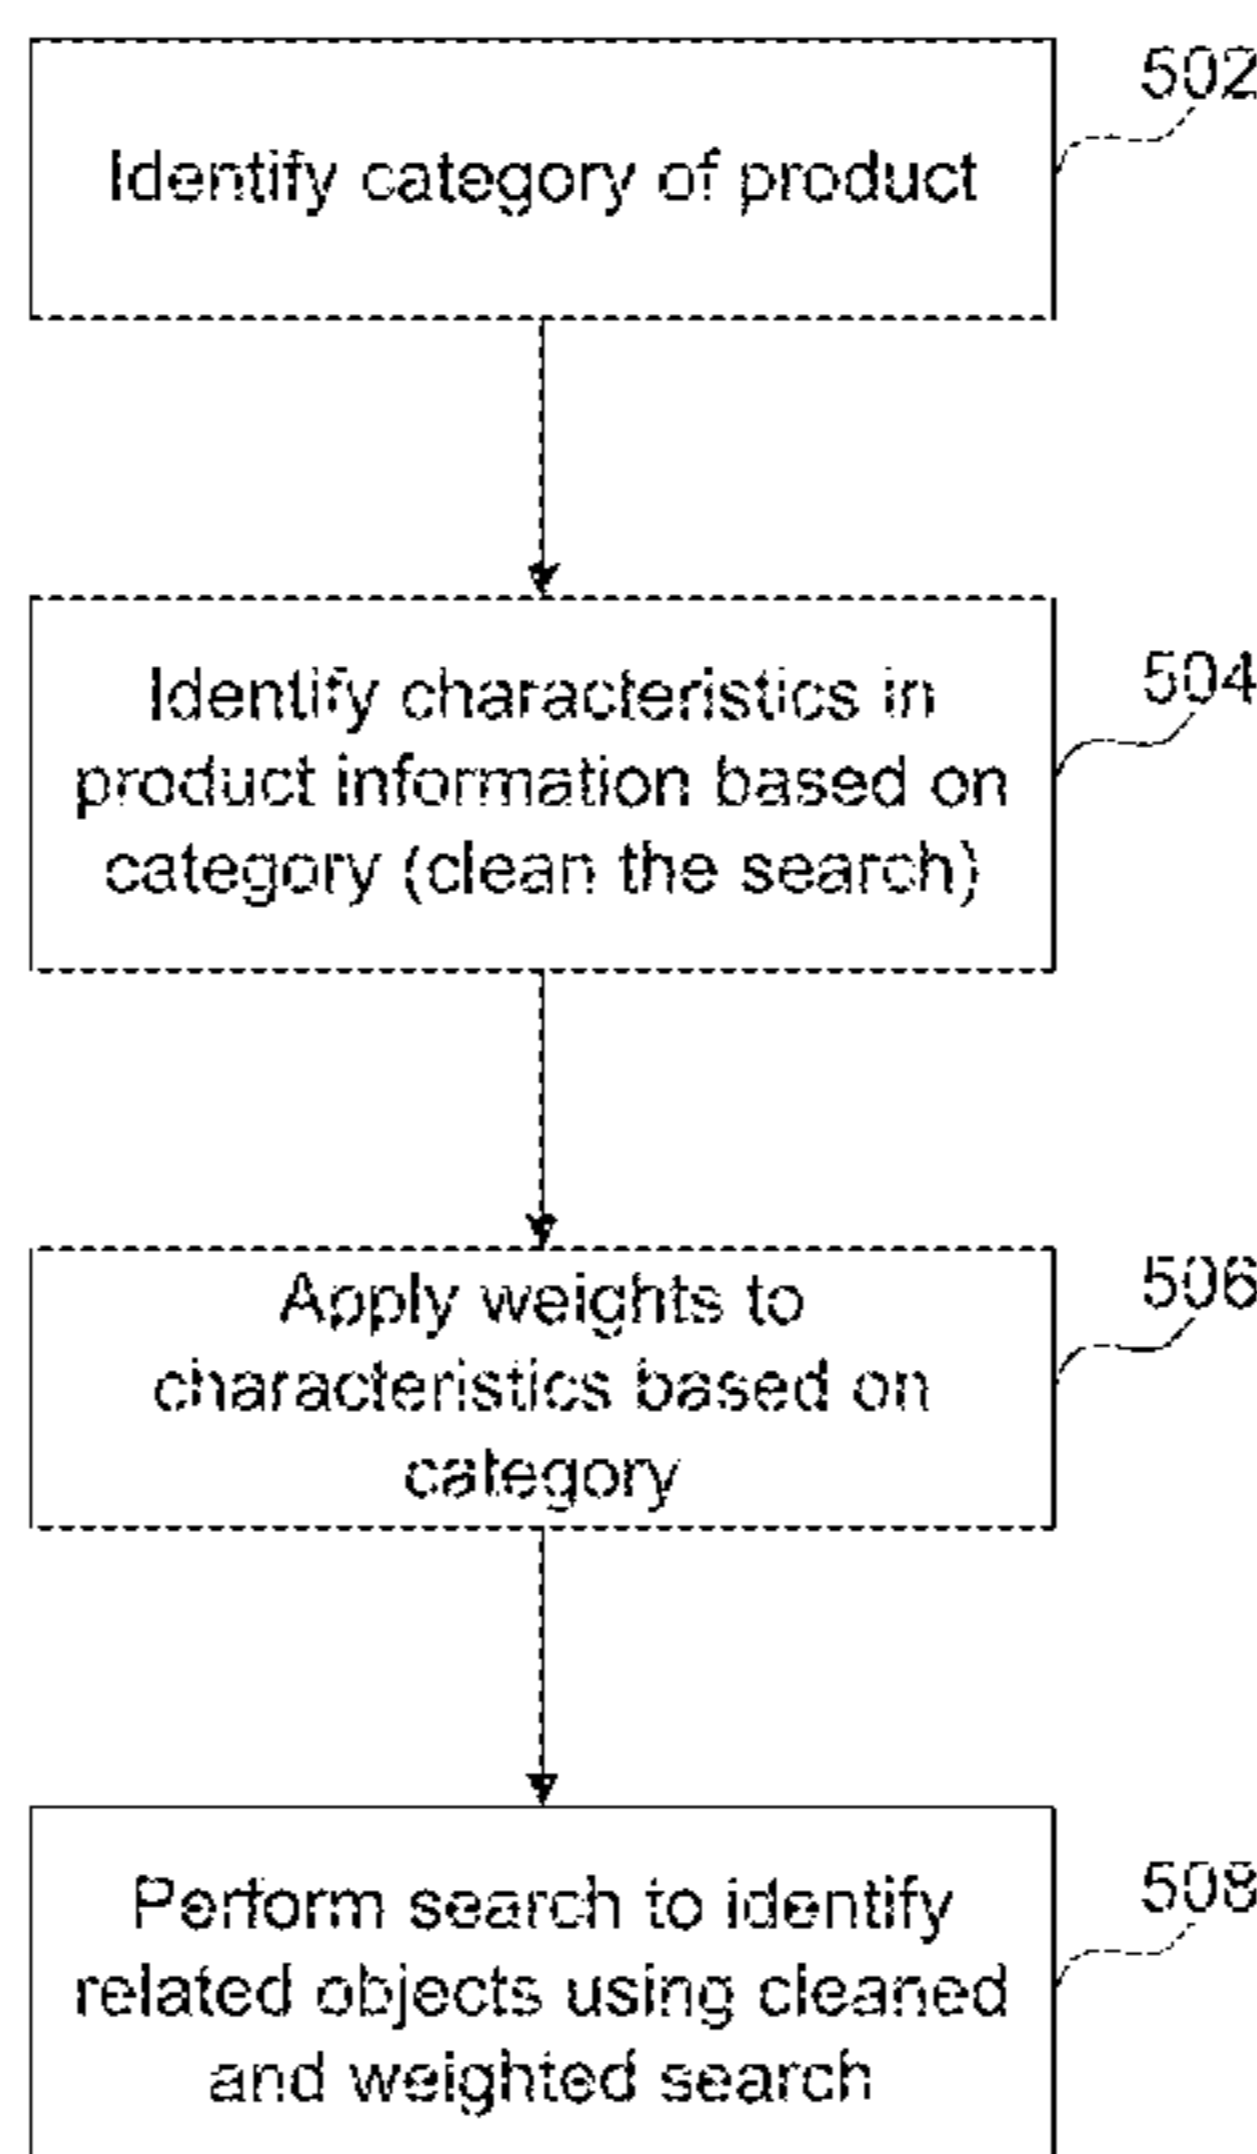 502
Identify category of product
504
Identify characteristics in
product information based on
category (clean the search)
506
Apply weights to
characteristics based on
category
508
Perform search to identify
related objects using cleaned
and weighted search